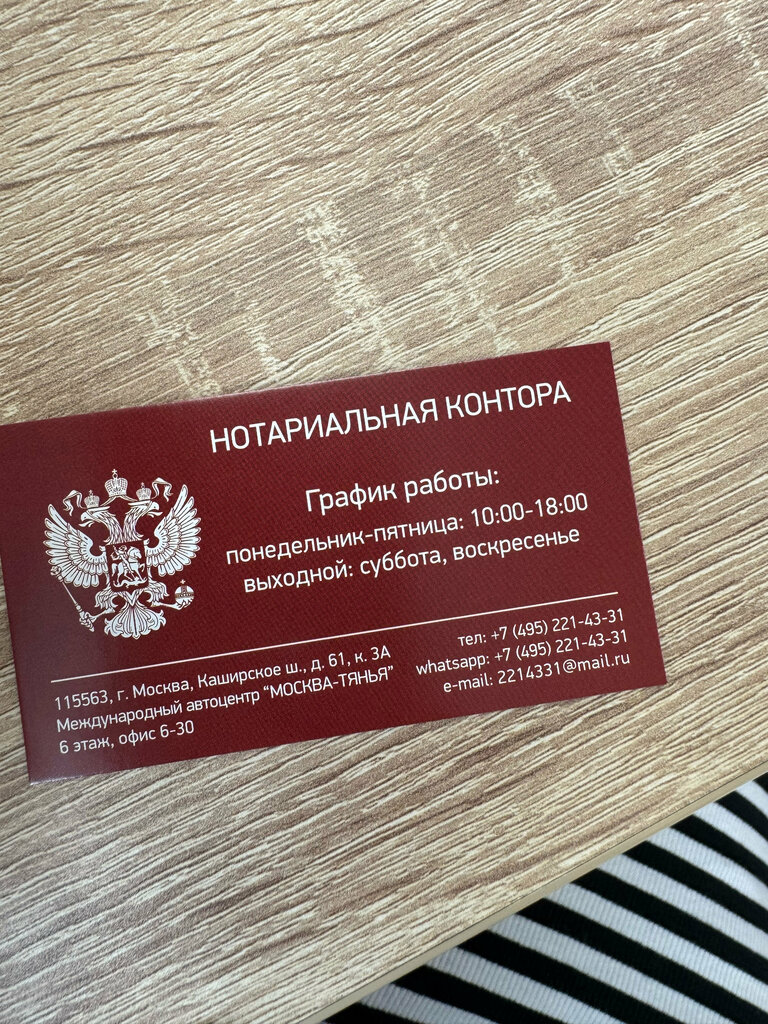 НОТАРИАЛЬНАЯ КОНТОРА
График работы:
понедельник-пятница: 10:00-18:00
выходной: суббота, воскресенье
115563, г. Москва, Каширское ш., д. 61, к. 3А
Международный автоцентр "МОСКВА-ТЯНЬЯ"
6 этаж, офис 6-30
тел: +7 (495) 221-43-31
whatsapp: +7 (495) 221-43-31
e-mail: 2214331@mail.ru